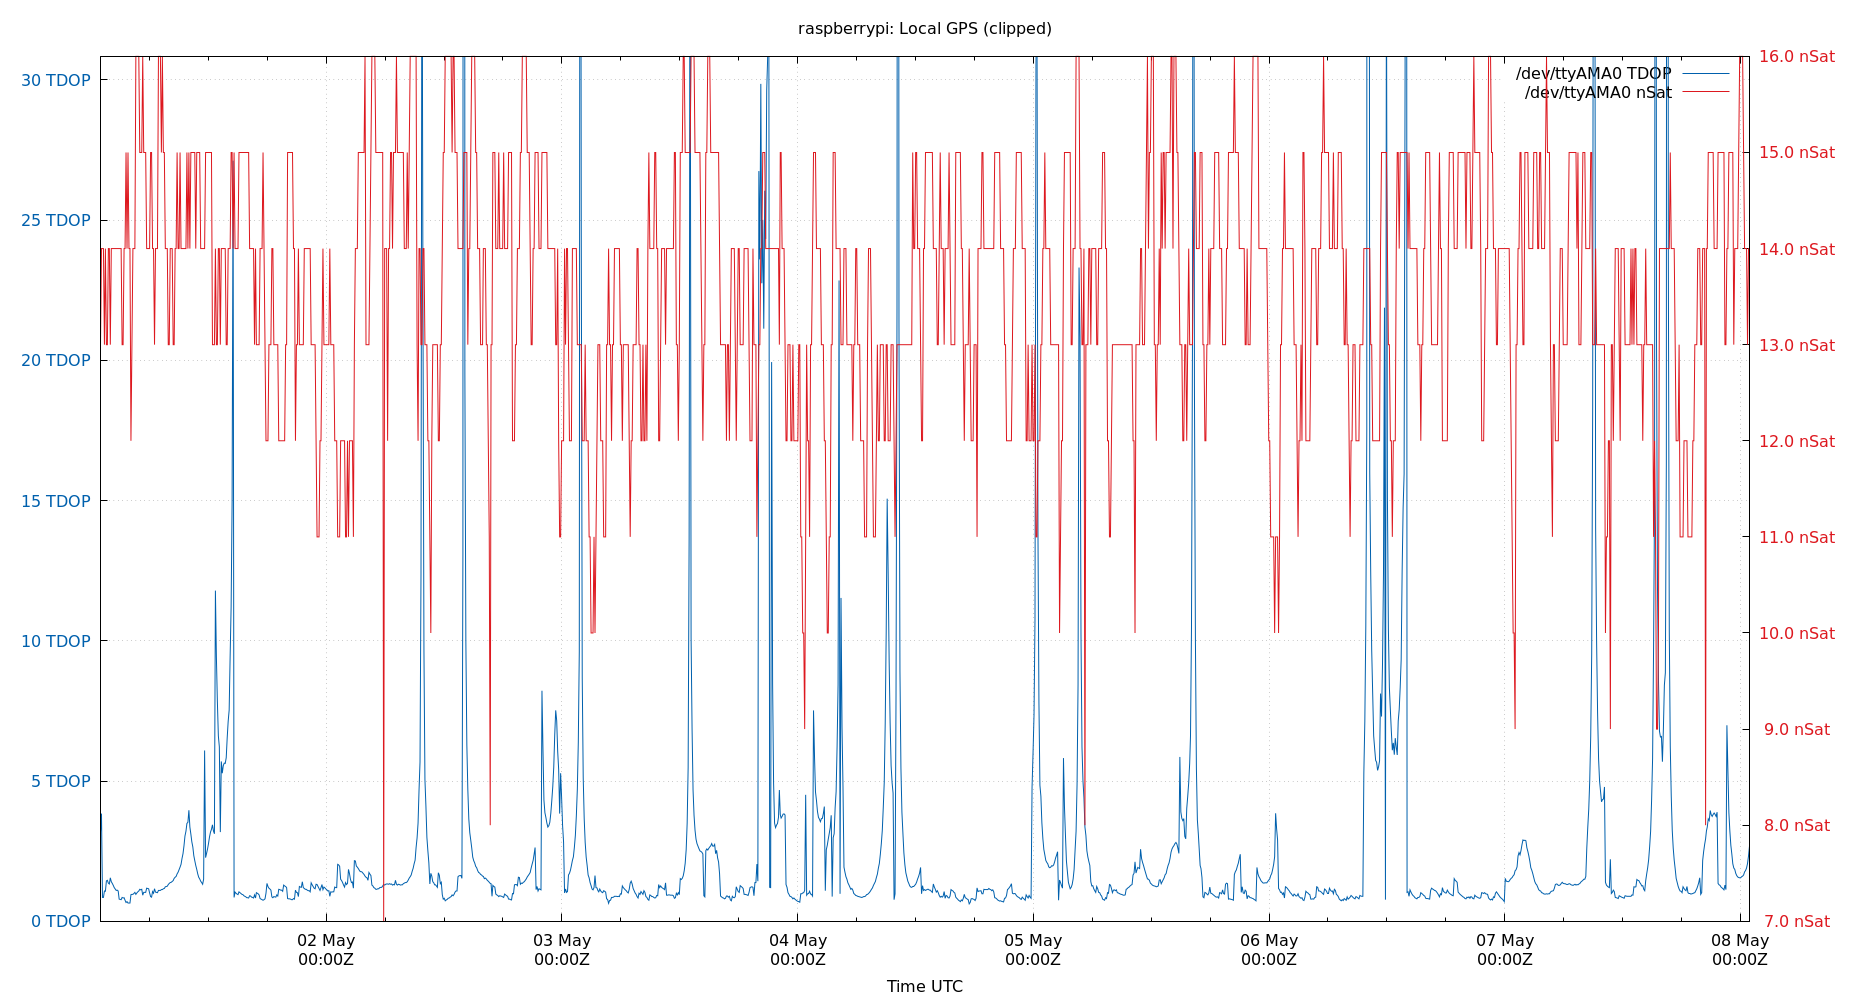 raspberrypi: Local GPS (clipped)
/dev/ttyAMA0 TDOP
/dev/ttyAMA0 nSat
30 TDOP
25 TDOP
20 TDOP
15 TDOP
10 TDOP
5 TDOP
0 TDOP
16.0 nSat
15.0 nSat
14.0 nSat
13.0 nSat
12.0 nSat
11.0 nSat
10.0 nSat
9.0 nSat
8.0 nSat
7.0 nSat
02 May 03 May 04 May 05 May 06 May 07 May 08 May
00:00Z 00:00Z 00:00Z 00:00Z 00:00Z 00:00Z 00:00Z
Time UTC